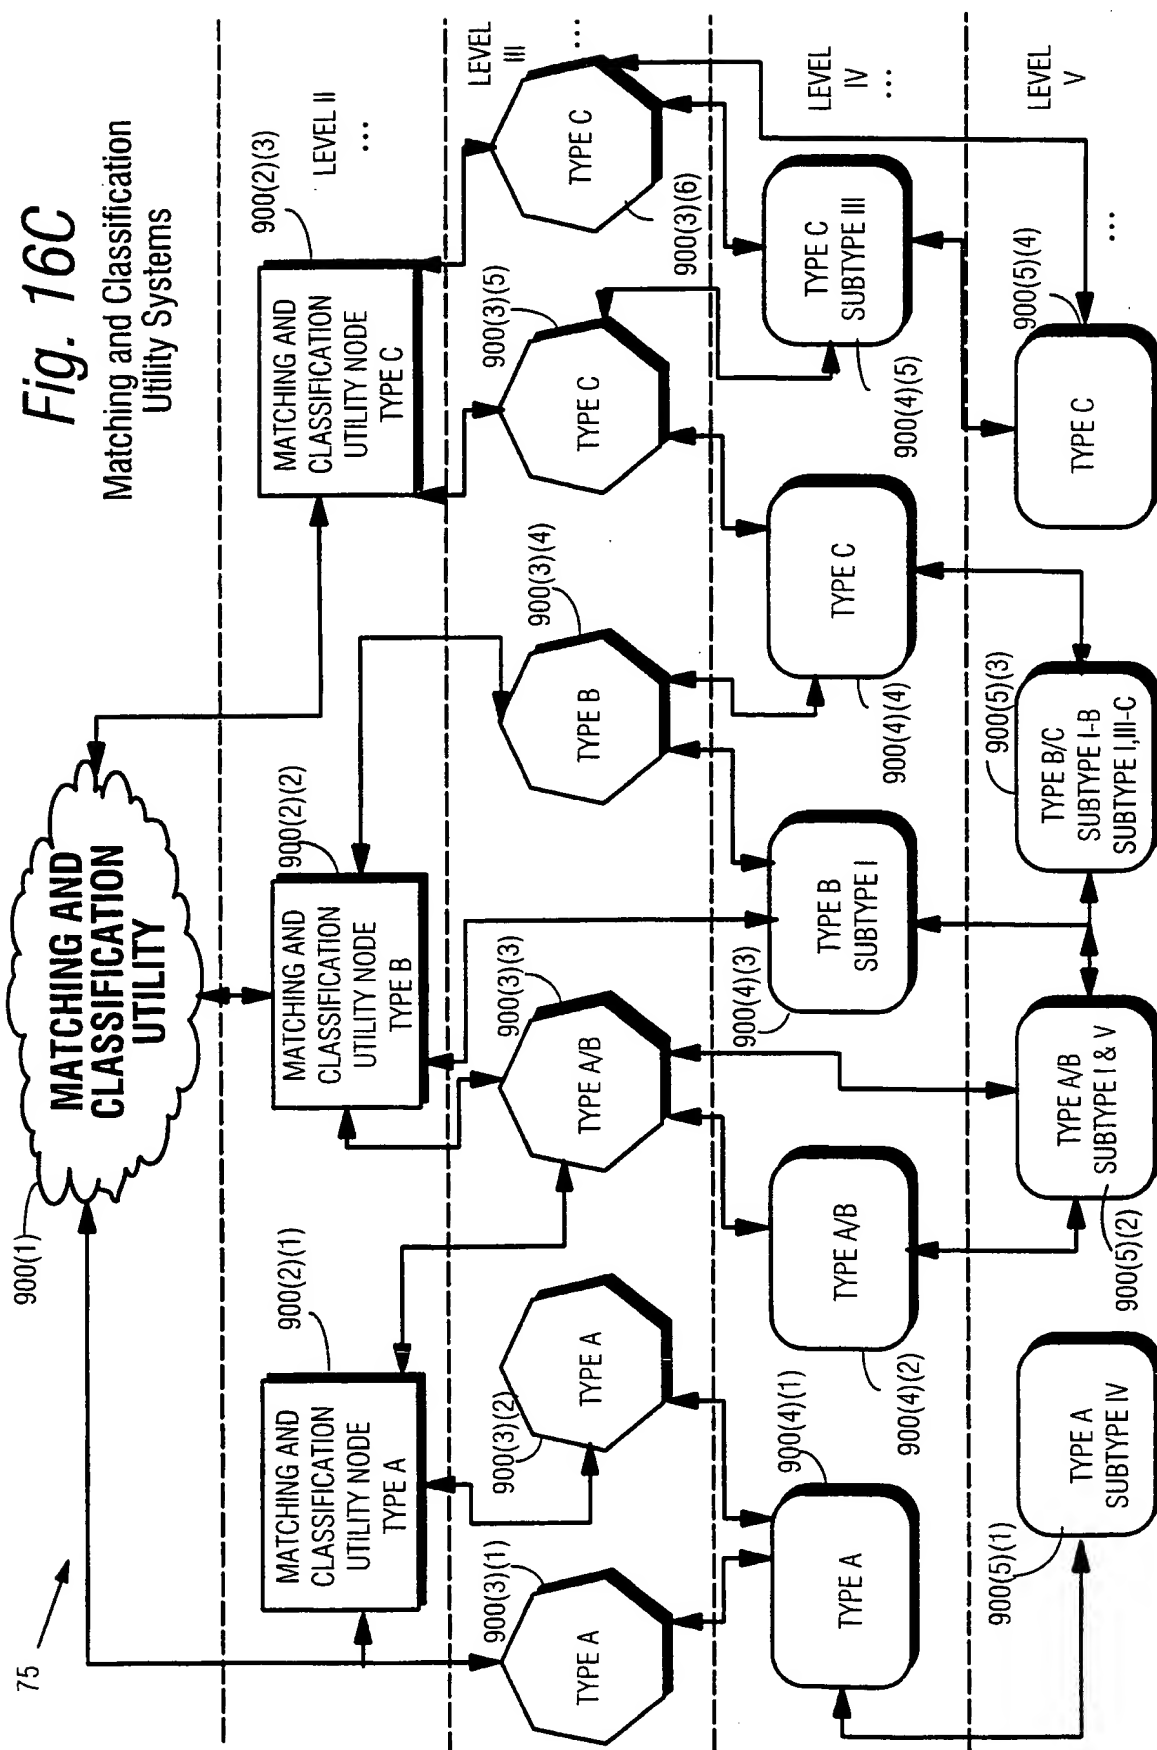 Fig. 16C
Matching and Classification
Utility Systems
75
900(1)
MATCHING AND
CLASSIFICATION
UTILITY
900(2)(1)
MATCHING AND
CLASSIFICATION
UTILITY NODE
TYPE A
900(2)(2)
MATCHING AND
CLASSIFICATION
UTILITY NODE
TYPE B
900(2)(3)
MATCHING AND
CLASSIFICATION
UTILITY NODE
TYPE C
LEVEL II
...
900(3)(1)
TYPE A
900(3)(2)
TYPE A
900(3)(3)
TYPE A/B
900(3)(4)
TYPE B
900(3)(5)
TYPE C
900(3)(6)
TYPE C
LEVEL
III
...
900(4)(1)
TYPE A
900(4)(2)
TYPE A/B
900(4)(3)
TYPE B
SUBTYPE I
900(4)(4)
TYPE C
900(4)(5)
TYPE C
SUBTYPE III
LEVEL
IV
...
900(5)(1)
TYPE A
SUBTYPE IV
900(5)(2)
TYPE A/B
SUBTYPE I & V
900(5)(3)
TYPE B/C
SUBTYPE I-B
SUBTYPE I,III-C
900(5)(4)
TYPE C
LEVEL
V
...